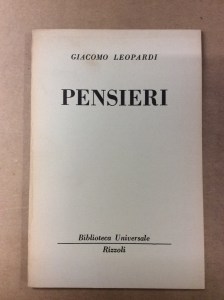 GIACOMO LEOPARDI
PENSIERI
Biblioteca Universale
Rizzoli